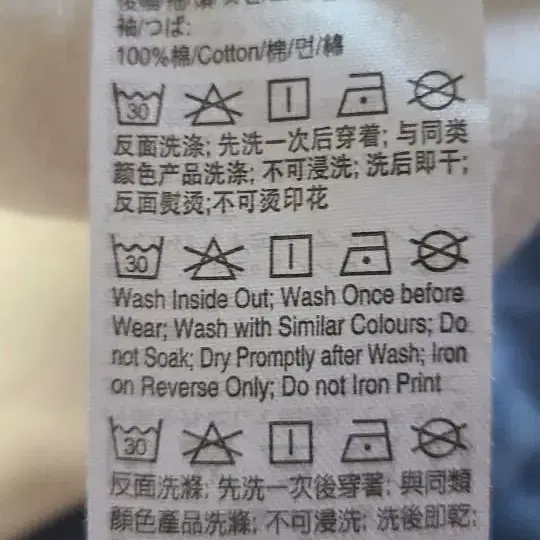 袖/つば:
100%棉/Cotton/棉/면/綿
30
反面洗涤; 先洗一次后穿着; 与同类
颜色产品洗涤; 不可浸洗; 洗后即干;
反面熨烫;不可烫印花
30
Wash Inside Out; Wash Once before
Wear; Wash with Similar Colours; Do
not Soak; Dry Promptly after Wash; Iron
on Reverse Only; Do not Iron Print
30
反面洗滌; 先洗一次後穿著; 與同類
顏色產品洗滌; 不可浸洗; 洗後即乾;